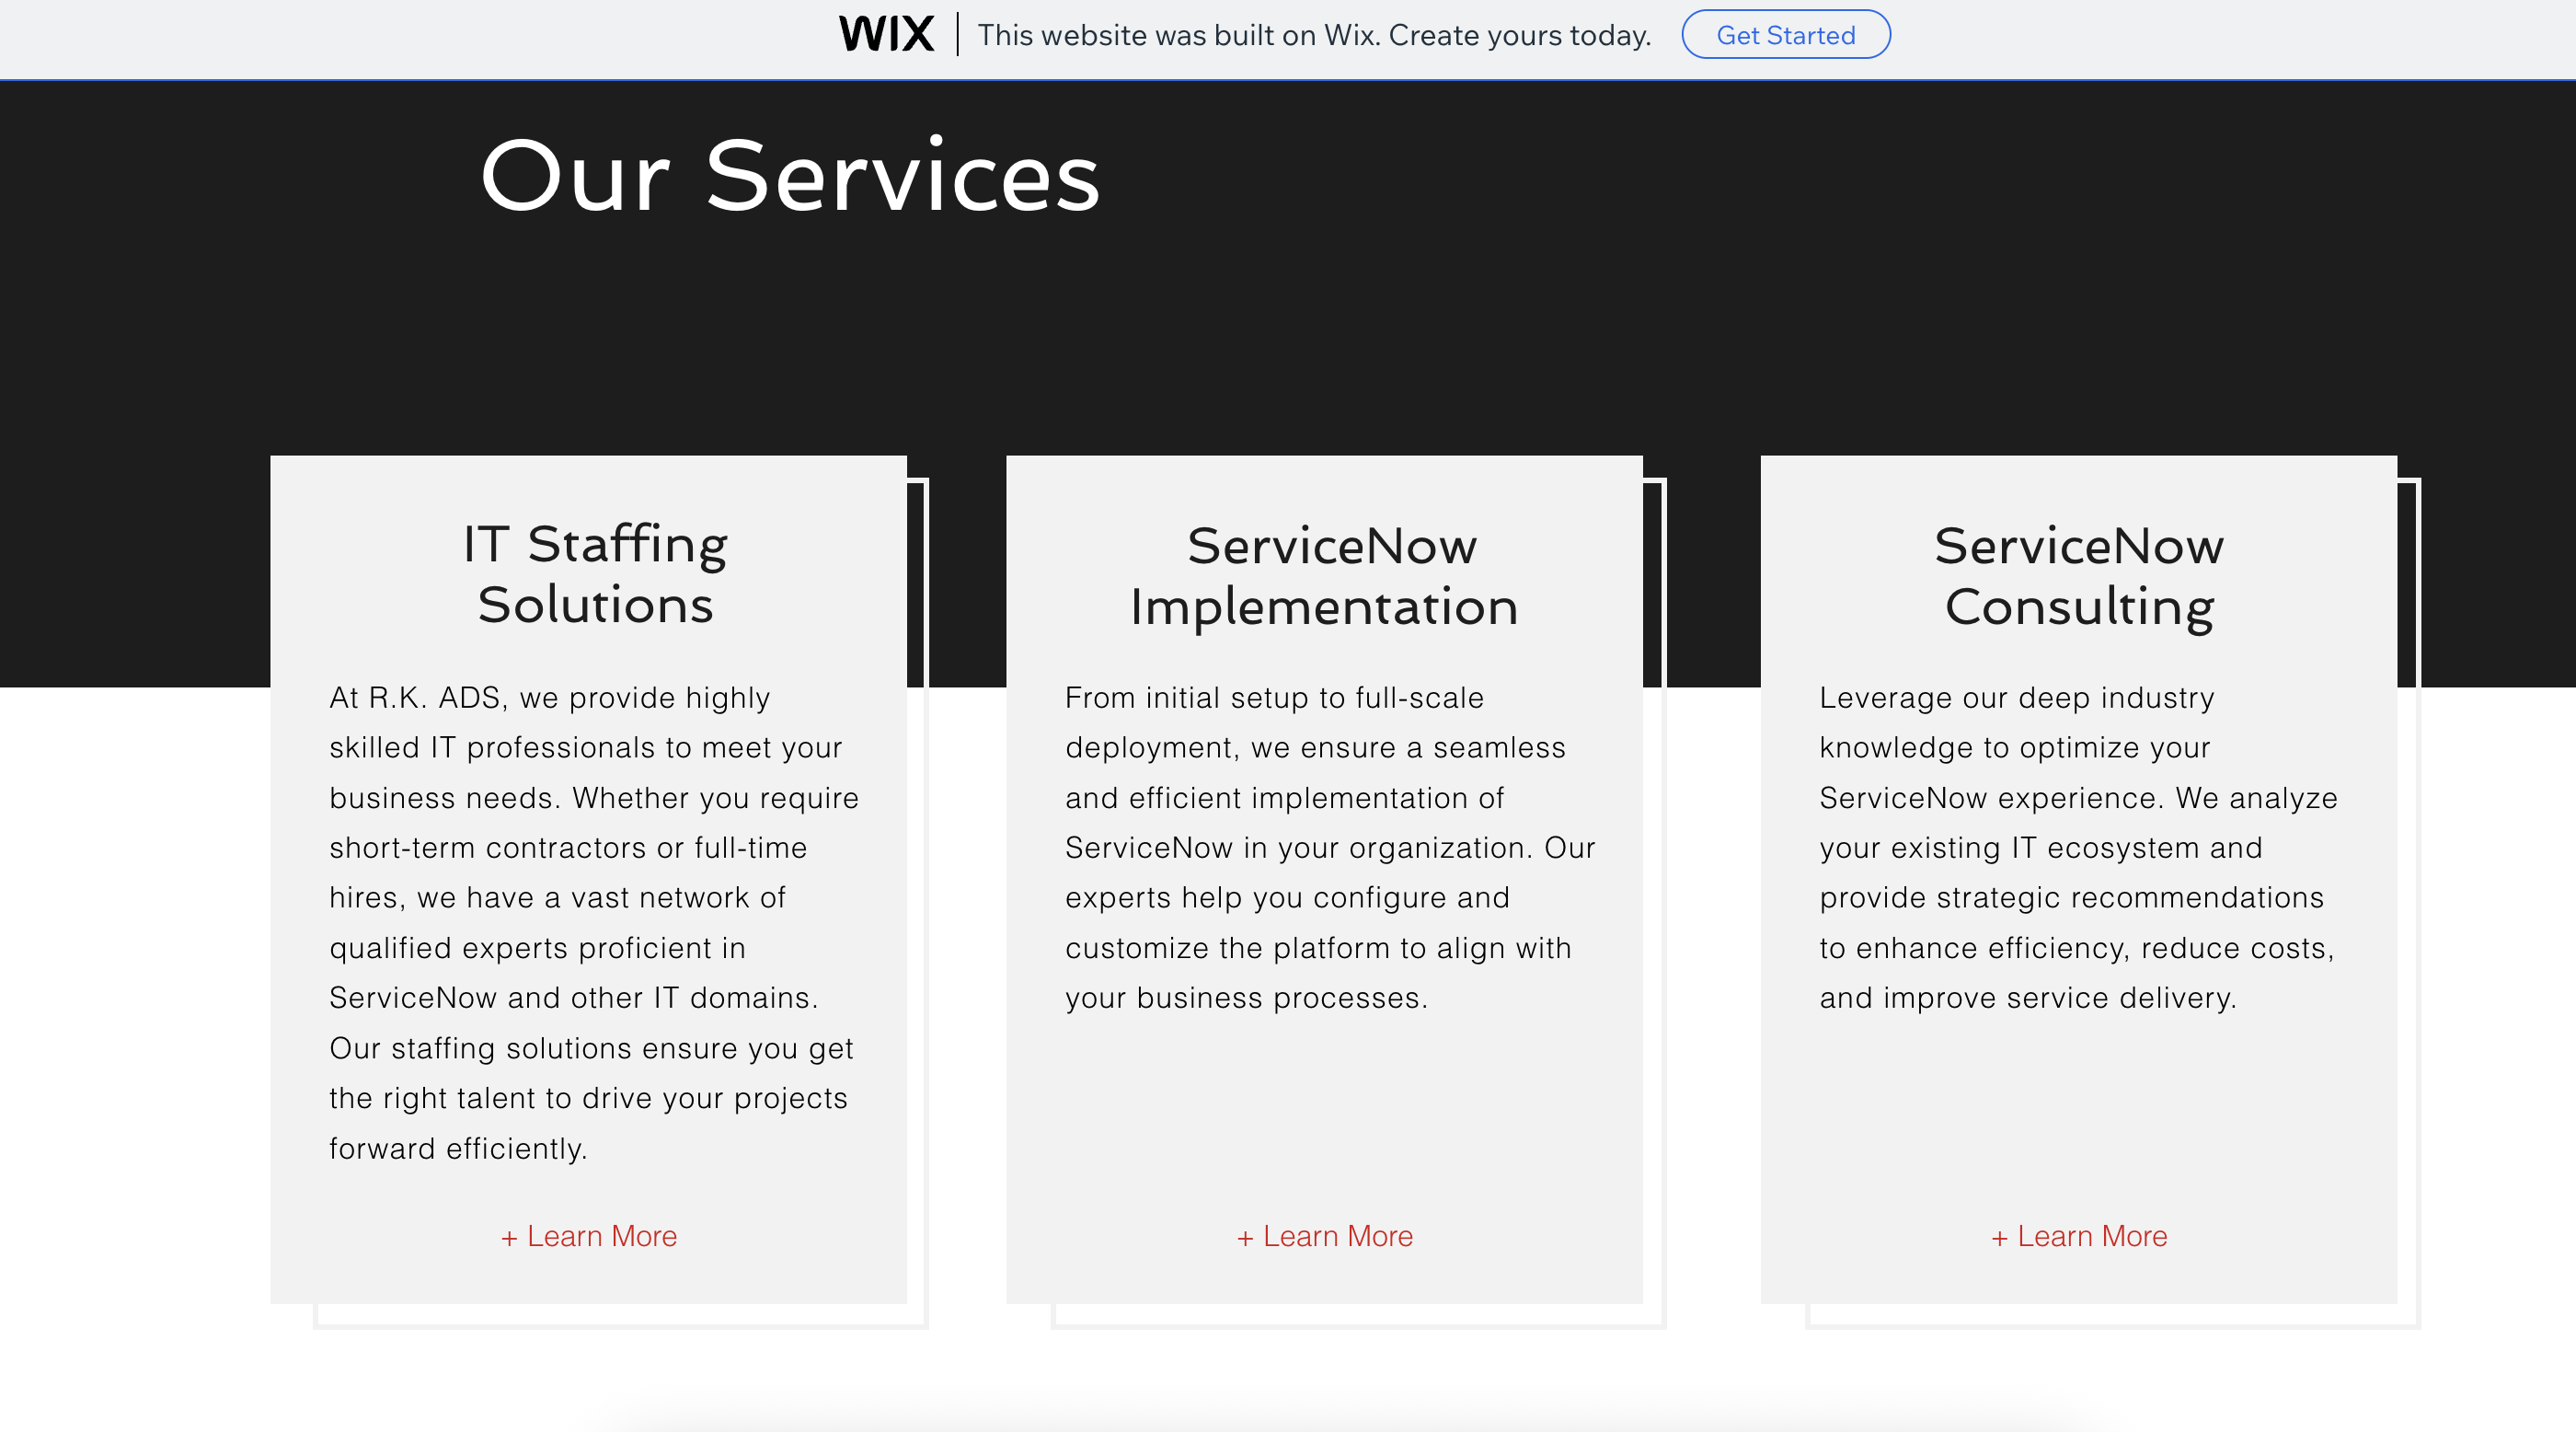 WIX | This website was built on Wix. Create yours today. Get Started
Our Services
IT Staffing
Solutions
At R.K. ADS, we provide highly
skilled IT professionals to meet your
business needs. Whether you require
short-term contractors or full-time
hires, we have a vast network of
qualified experts proficient in
ServiceNow and other IT domains.
Our staffing solutions ensure you get
the right talent to drive your projects
forward efficiently.
+ Learn More
ServiceNow
Implementation
From initial setup to full-scale
deployment, we ensure a seamless
and efficient implementation of
ServiceNow in your organization. Our
experts help you configure and
customize the platform to align with
your business processes.
+ Learn More
ServiceNow
Consulting
Leverage our deep industry
knowledge to optimize your
ServiceNow experience. We analyze
your existing IT ecosystem and
provide strategic recommendations
to enhance efficiency, reduce costs,
and improve service delivery.
+ Learn More